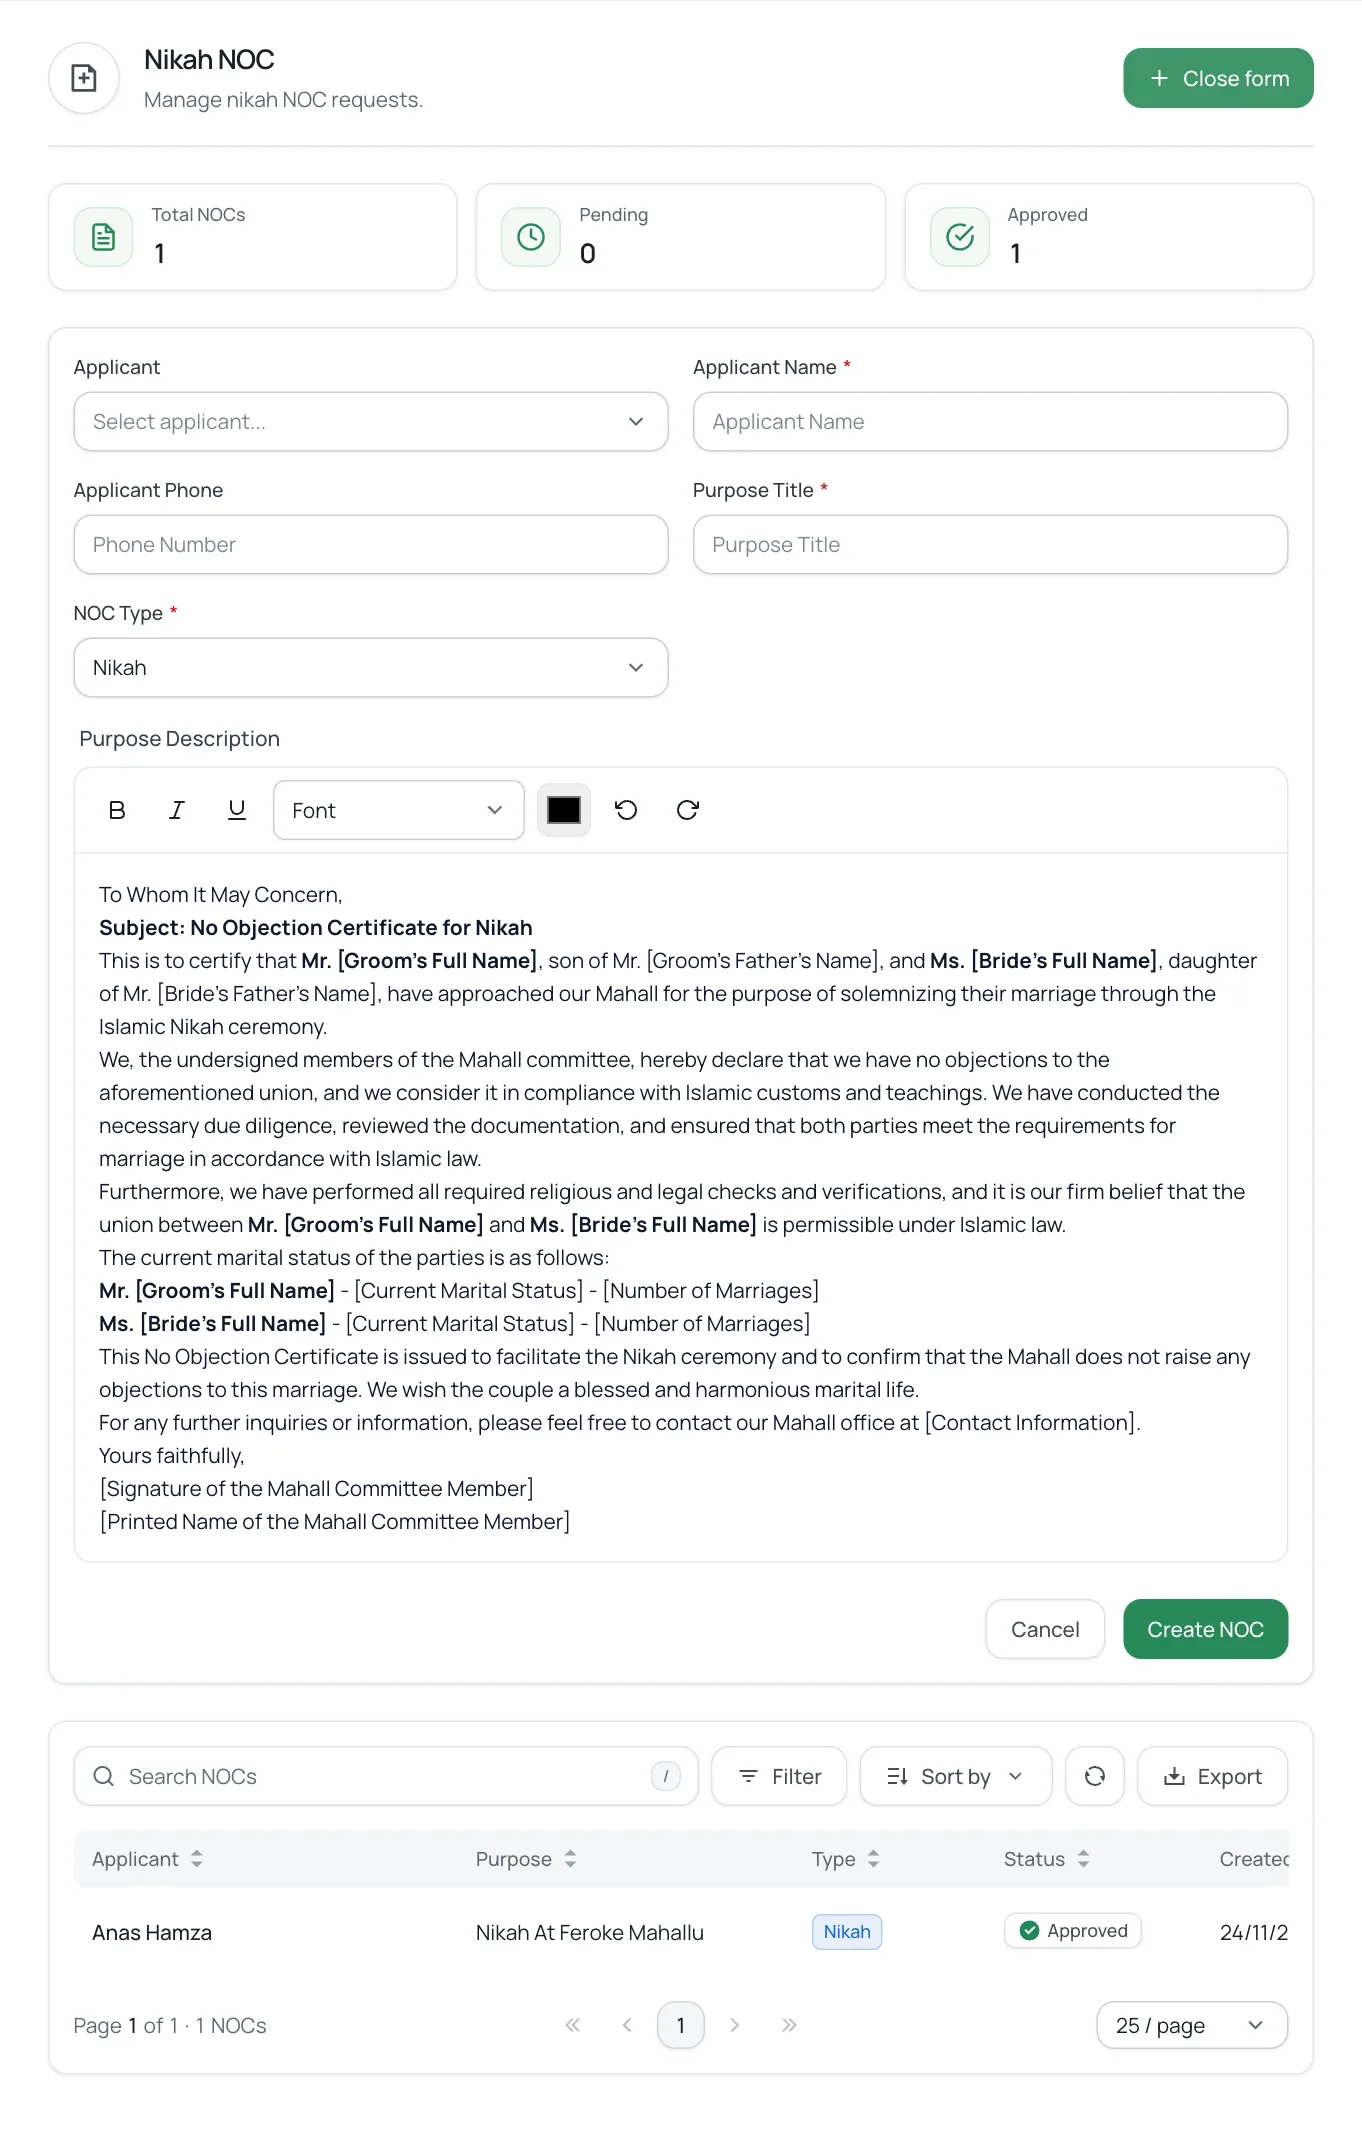 Nikah NOC
Manage nikah NOC requests.
Close form
Total NOCs
1
Pending
0
Approved
1
Applicant
Select applicant...
Applicant Name *
Applicant Name
Applicant Phone
Phone Number
Purpose Title *
Purpose Title
NOC Type *
Nikah
Purpose Description
B I U Font
To Whom It May Concern,
Subject: No Objection Certificate for Nikah
This is to certify that Mr. [Groom's Full Name], son of Mr. [Groom's Father's Name], and Ms. [Bride's Full Name], daughter
of Mr. [Bride's Father's Name], have approached our Mahall for the purpose of solemnizing their marriage through the
Islamic Nikah ceremony.
We, the undersigned members of the Mahall committee, hereby declare that we have no objections to the
aforementioned union, and we consider it in compliance with Islamic customs and teachings. We have conducted the
necessary due diligence, reviewed the documentation, and ensured that both parties meet the requirements for
marriage in accordance with Islamic law.
Furthermore, we have performed all required religious and legal checks and verifications, and it is our firm belief that the
union between Mr. [Groom's Full Name] and Ms. [Bride's Full Name] is permissible under Islamic law.
The current marital status of the parties is as follows:
Mr. [Groom's Full Name] - [Current Marital Status] - [Number of Marriages]
Ms. [Bride's Full Name] - [Current Marital Status] - [Number of Marriages]
This No Objection Certificate is issued to facilitate the Nikah ceremony and to confirm that the Mahall does not raise any
objections to this marriage. We wish the couple a blessed and harmonious marital life.
For any further inquiries or information, please feel free to contact our Mahall office at [Contact Information].
Yours faithfully,
[Signature of the Mahall Committee Member]
[Printed Name of the Mahall Committee Member]
Cancel
Create NOC
Search NOCs /
Filter
Sort by
Export
Applicant Purpose Type Status Created
Anas Hamza Nikah At Feroke Mahallu Nikah Approved 24/11/2
Page 1 of 1 · 1 NOCs
1
25 / page